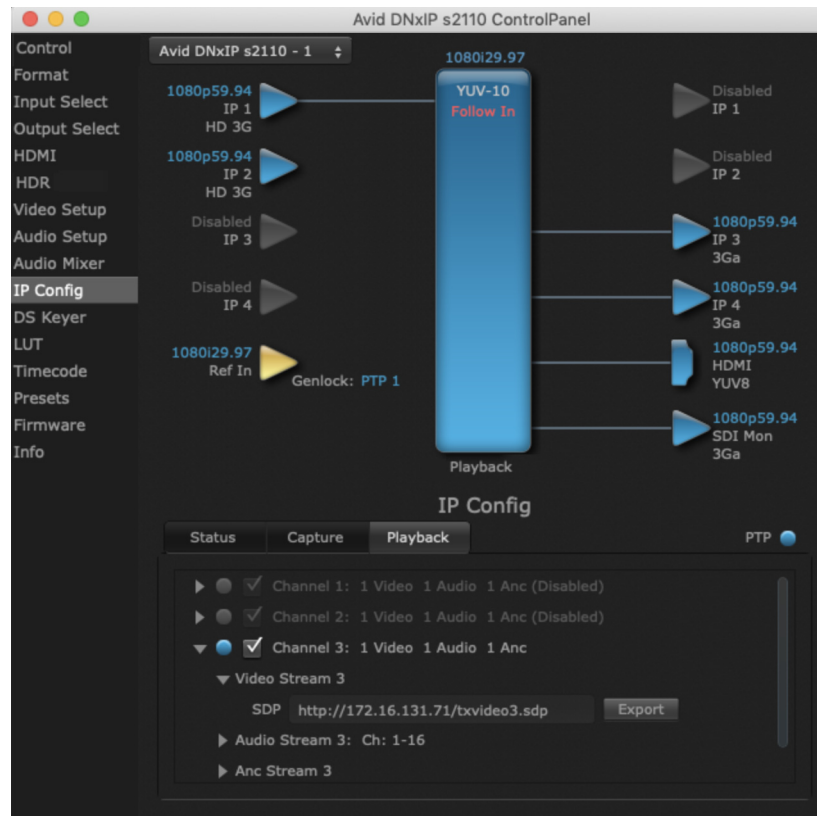 Avid DNxIP s2110 ControlPanel
Control
Format
Input Select
Output Select
HDMI
HDR
Video Setup
Audio Setup
Audio Mixer
IP Config
DS Keyer
LUT
Timecode
Presets
Firmware
Info
Avid DNxIP s2110 - 1
1080p59.94
IP 1
HD 3G
1080p59.94
IP 2
HD 3G
Disabled
IP 3
Disabled
IP 4
1080i29.97
Ref In
Genlock: PTP 1
1080i29.97
YUV-10
Follow In
Playback
Disabled
IP 1
Disabled
IP 2
1080p59.94
IP 3
3Ga
1080p59.94
IP 4
3Ga
1080p59.94
HDMI
YUV8
1080p59.94
SDI Mon
3Ga
IP Config
Status Capture Playback PTP
Channel 1: 1 Video 1 Audio 1 Anc (Disabled)
Channel 2: 1 Video 1 Audio 1 Anc (Disabled)
Channel 3: 1 Video 1 Audio 1 Anc
Video Stream 3
SDP http://172.16.131.71/txvideo3.sdp Export
Audio Stream 3: Ch: 1-16
Anc Stream 3